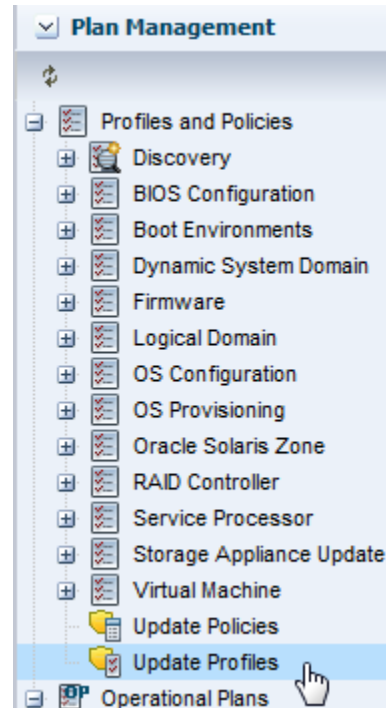 Plan Management
Profiles and Policies
Discovery
BIOS Configuration
Boot Environments
Dynamic System Domain
Firmware
Logical Domain
OS Configuration
OS Provisioning
Oracle Solaris Zone
RAID Controller
Service Processor
Storage Appliance Update
Virtual Machine
Update Policies
Update Profiles
Operational Plans